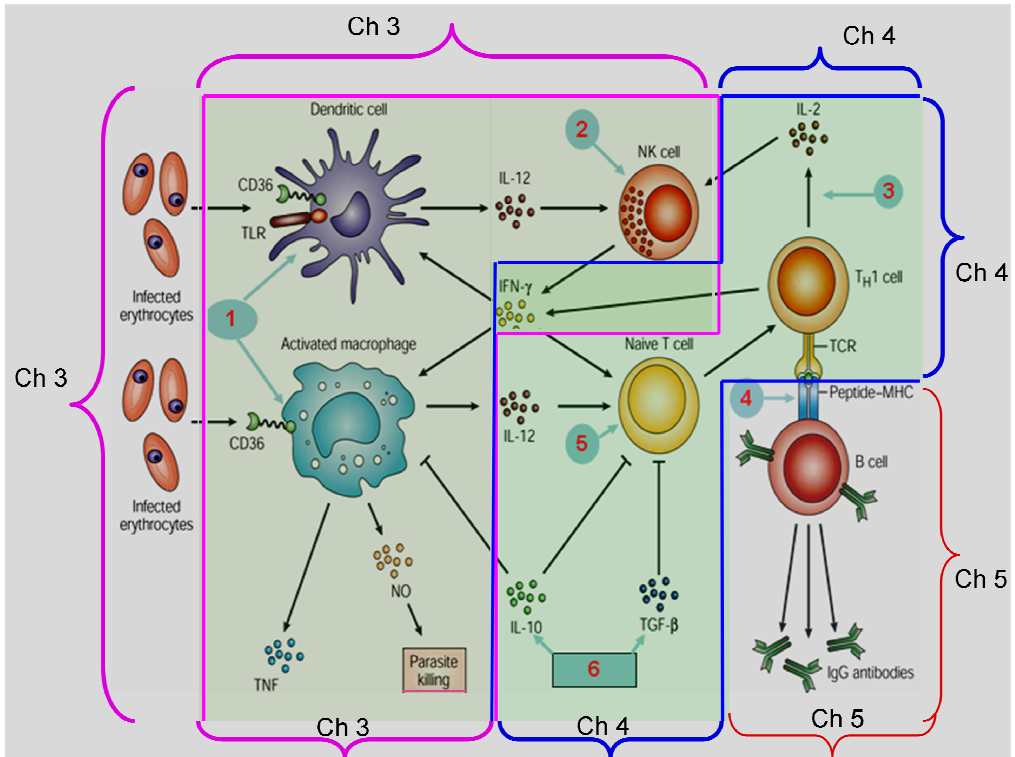 Ch 3
Ch 4
Dendritic cell
IL-2
2
NK cell
CD36
IL-12
3
TLR
TH1 cell
Ch 4
IFN-γ
Infected
erythrocytes
1
Activated macrophage
Naive T cell
TCR
Ch 3
Peptide–MHC
4
IL-12
CD36
5
B cell
Infected
erythrocytes
Ch 5
NO
IL-10
TGF-β
6
Parasite
killing
IgG antibodies
TNF
Ch 3
Ch 4
Ch 5